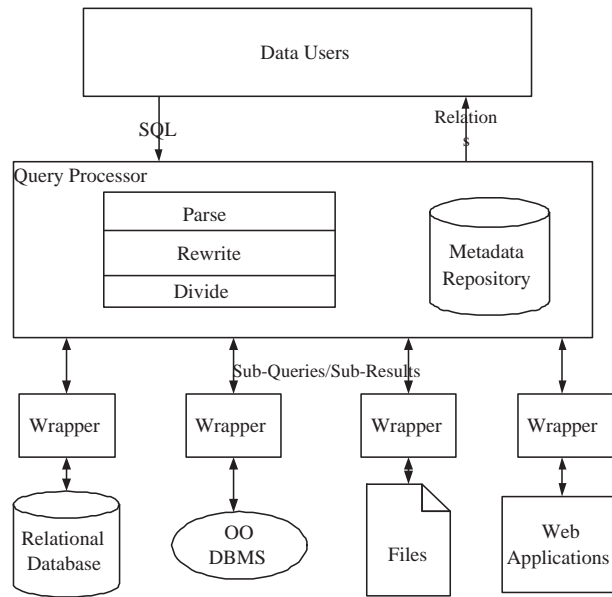 Data Users
SQL
Relation
s
Query Processor
Parse
Rewrite
Divide
Metadata
Repository
Sub-Queries/Sub-Results
Wrapper
Wrapper
Wrapper
Wrapper
Relational
Database
OO
DBMS
Files
Web
Applications